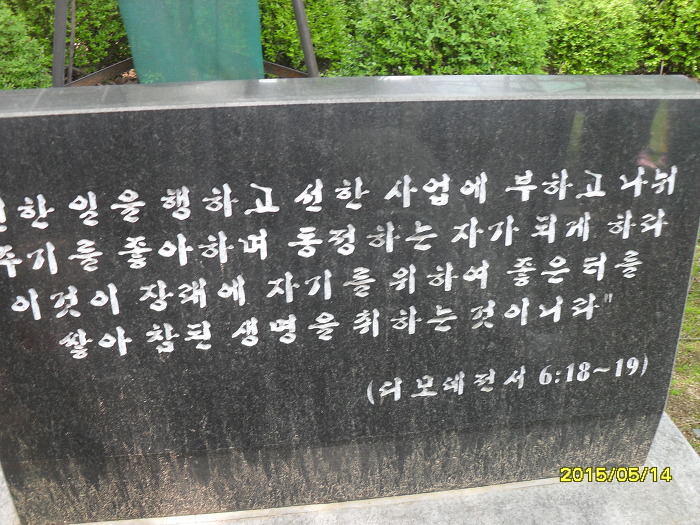 선한 일을 행하고 선한 사업에 부하고 나눠
주기를 좋아하며 통정하는 자가 되게 하라
이것이 장래에 자기를 위하여 좋은 터를
쌓아 참된 생명을 취하는 것이니라"
(디모데전서 6:18~19)
2015/05/14